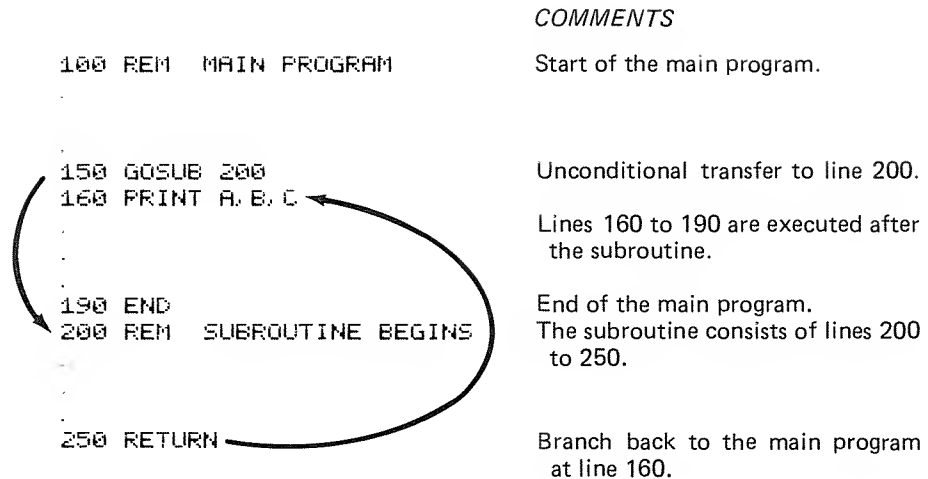 COMMENTS
100 REM  MAIN PROGRAM Start of the main program.
.
.
.
150 GOSUB 200 Unconditional transfer to line 200.
160 PRINT A,B,C
. Lines 160 to 190 are executed after
. the subroutine.
.
190 END End of the main program.
200 REM  SUBROUTINE BEGINS The subroutine consists of lines 200
. to 250.
.
.
250 RETURN Branch back to the main program
at line 160.